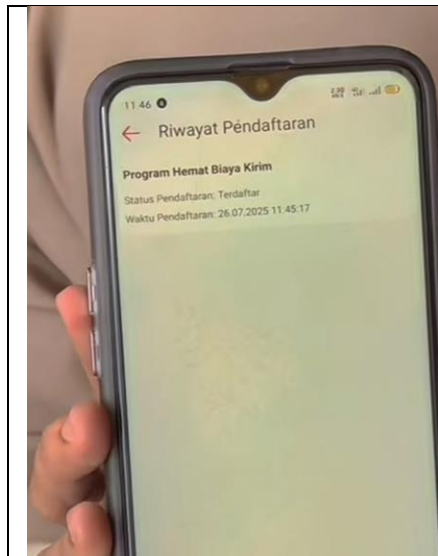 11.46
Riwayat Pendaftaran
Program Hemat Biaya Kirim
Status Pendaftaran: Terdaftar
Waktu Pendaftaran: 26.07.2025 11:45:17